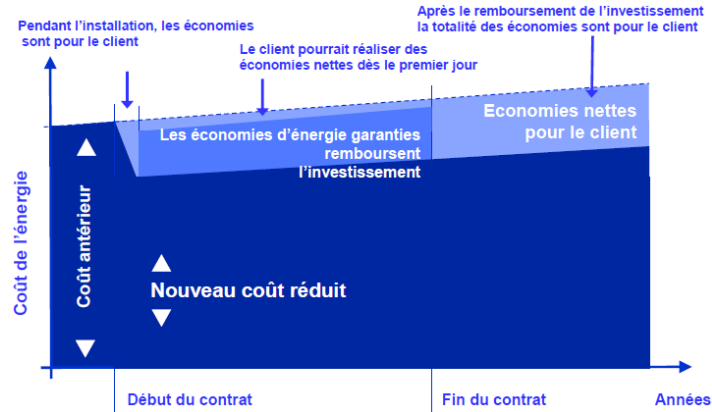 Pendant l'installation, les économies
sont pour le client
Le client pourrait réaliser des
économies nettes dès le premier jour
Après le remboursement de l'investissement
la totalité des économies sont pour le client
Les économies d'énergie garanties
remboursent
l'investissement
Economies nettes
pour le client
Coût de l'énergie
Coût antérieur
Nouveau coût réduit
Début du contrat
Fin du contrat
Années